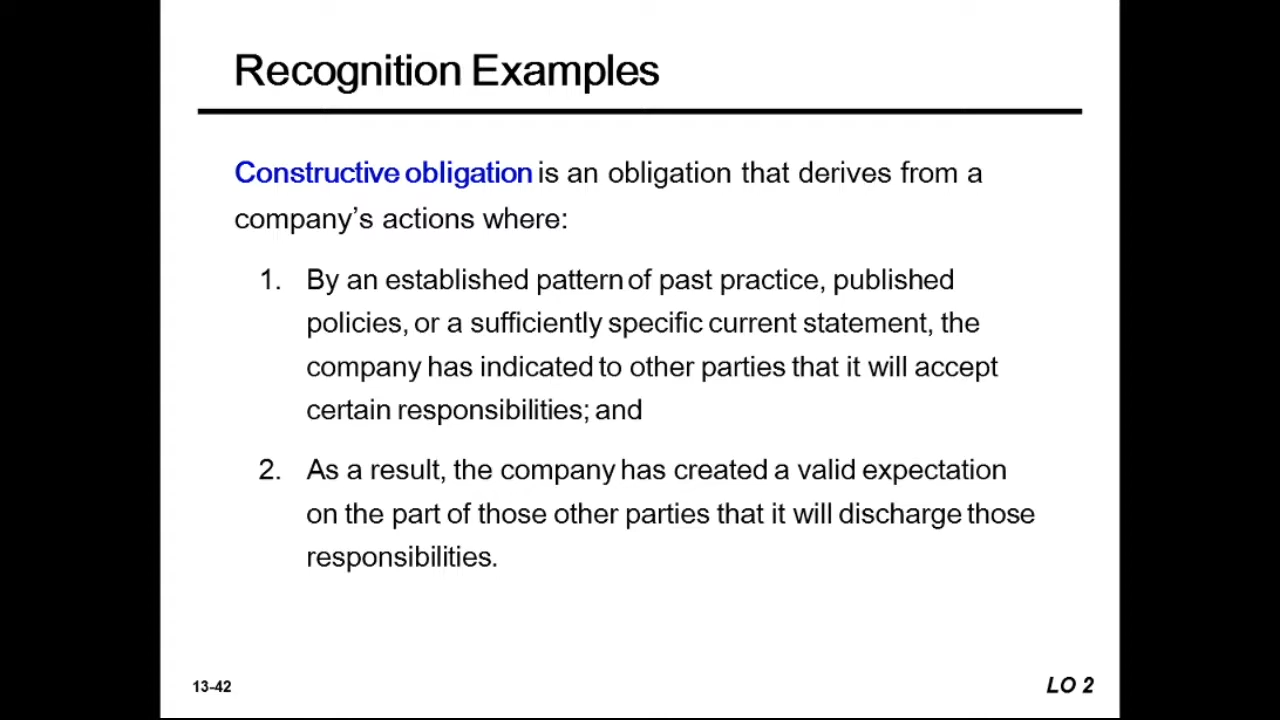 Recognition Examples
Constructive obligation is an obligation that derives from a
company's actions where:
1. By an established pattern of past practice, published
policies, or a sufficiently specific current statement, the
company has indicated to other parties that it will accept
certain responsibilities; and
2. As a result, the company has created a valid expectation
on the part of those other parties that it will discharge those
responsibilities.
13-42
LO 2